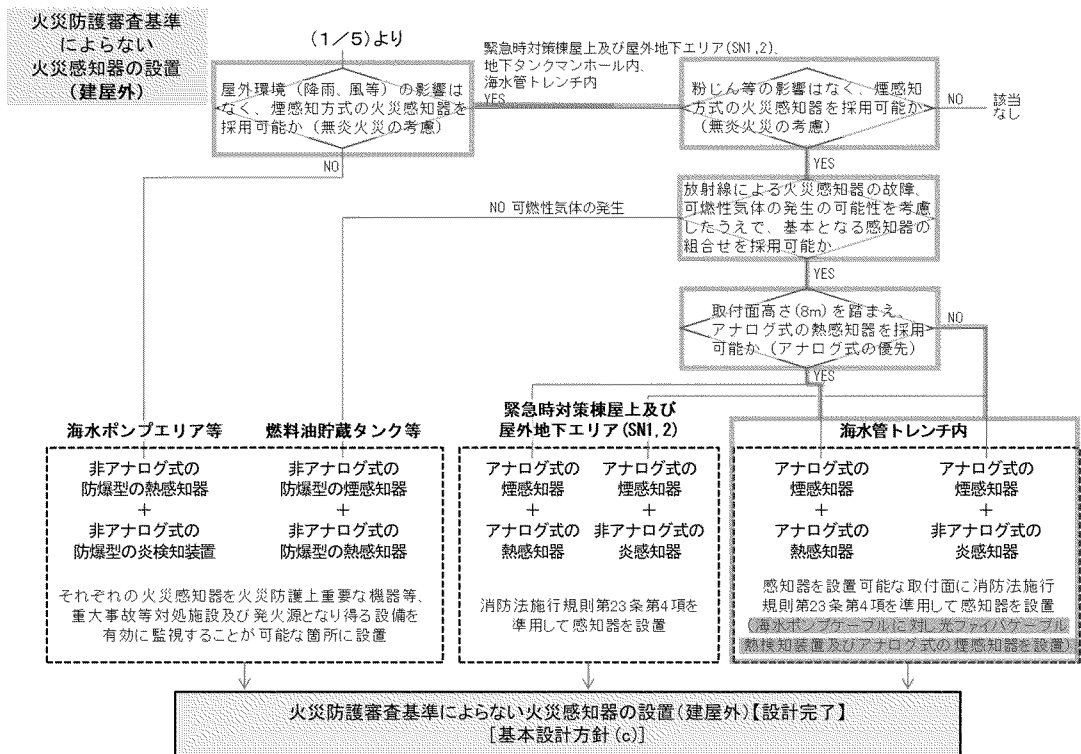 火災防護審査基準
によらない
火災感知器の設置
(建屋外)
(1/5)より
緊急時対策棟屋上及び屋外地下エリア(SN1,2)、
地下タンクマンホール内、
海水管トレンチ内
YES
屋外環境(降雨、風等)の影響は
なく、煙感知方式の火災感知器を
採用可能か(無炎火災の考慮)
NO
粉じん等の影響はなく、煙感知
方式の火災感知器を採用可能か
(無炎火災の考慮)
NO
該当
なし
YES
放射線による火災感知器の故障、
可燃性気体の発生の可能性を考慮
したうえで、基本となる感知器の
組合せを採用可能か
NO 可燃性気体の発生
YES
取付面高さ(8m)を踏まえ、
アナログ式の熱感知器を採用
可能か(アナログ式の優先)
NO
YES
海水ポンプエリア等
非アナログ式の
防爆型の熱感知器
+
非アナログ式の
防爆型の炎検知装置
燃料油貯蔵タンク等
非アナログ式の
防爆型の煙感知器
+
非アナログ式の
防爆型の熱感知器
それぞれの火災感知器を火災防護上重要な機器等、
重大事故等対処施設及び発火源となり得る設備を
有効に監視することが可能な箇所に設置
緊急時対策棟屋上及び
屋外地下エリア(SN1,2)
アナログ式の
煙感知器
+
アナログ式の
熱感知器
アナログ式の
煙感知器
+
非アナログ式の
炎感知器
消防法施行規則第23条第4項を
準用して感知器を設置
海水管トレンチ内
アナログ式の
煙感知器
+
アナログ式の
熱感知器
アナログ式の
煙感知器
+
非アナログ式の
炎感知器
感知器を設置可能な取付面に消防法施行
規則第23条第4項を準用して感知器を設置
(海水ポンプケーブルに対し光ファイバケーブル
熱検知装置及びアナログ式の煙感知器を設置)
火災防護審査基準によらない火災感知器の設置(建屋外)【設計完了】
[基本設計方針(c)]